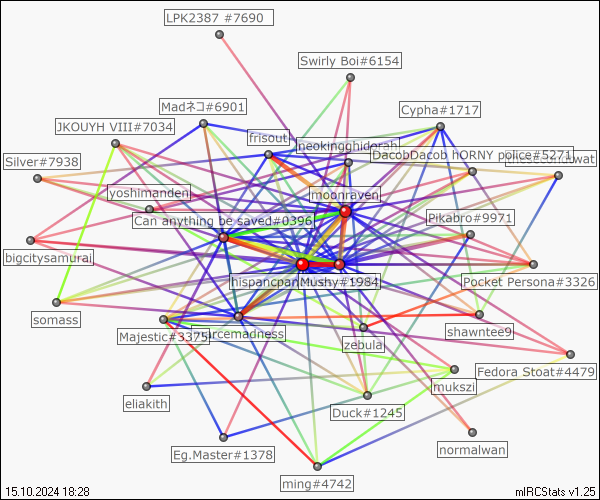 LPK2387 #7690
Swirly Boi#6154
Madネコ#6901
Cypha#1717
JKOUYH VIII#7034
frisout
neokingghidorah
DacobDacob hORNY police#5271
Silver#7938
yoshimanden
moonraven
Can anything be saved#0396
Pikabro#9971
bigcitysamurai
hispancpan
Mushy#1984
Pocket Persona#3326
somass
Majestic#3375
shawntee9
zebula
Fedora Stoat#4479
mukszi
eliakith
Duck#1245
normalwan
Eg.Master#1378
ming#4742
15.10.2024 18:28
mIRCStats v1.25